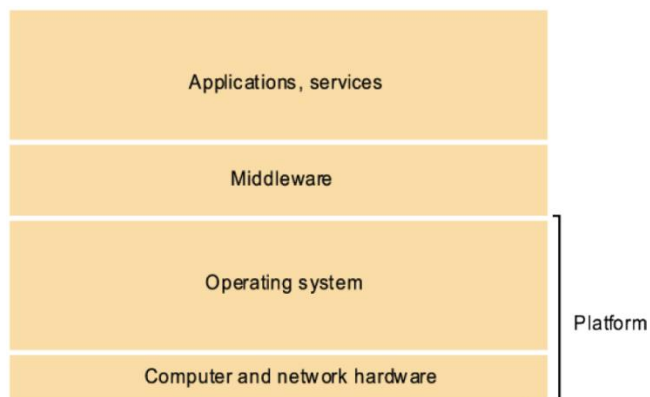 Applications, services
Middleware
Operating system
Platform
Computer and network hardware